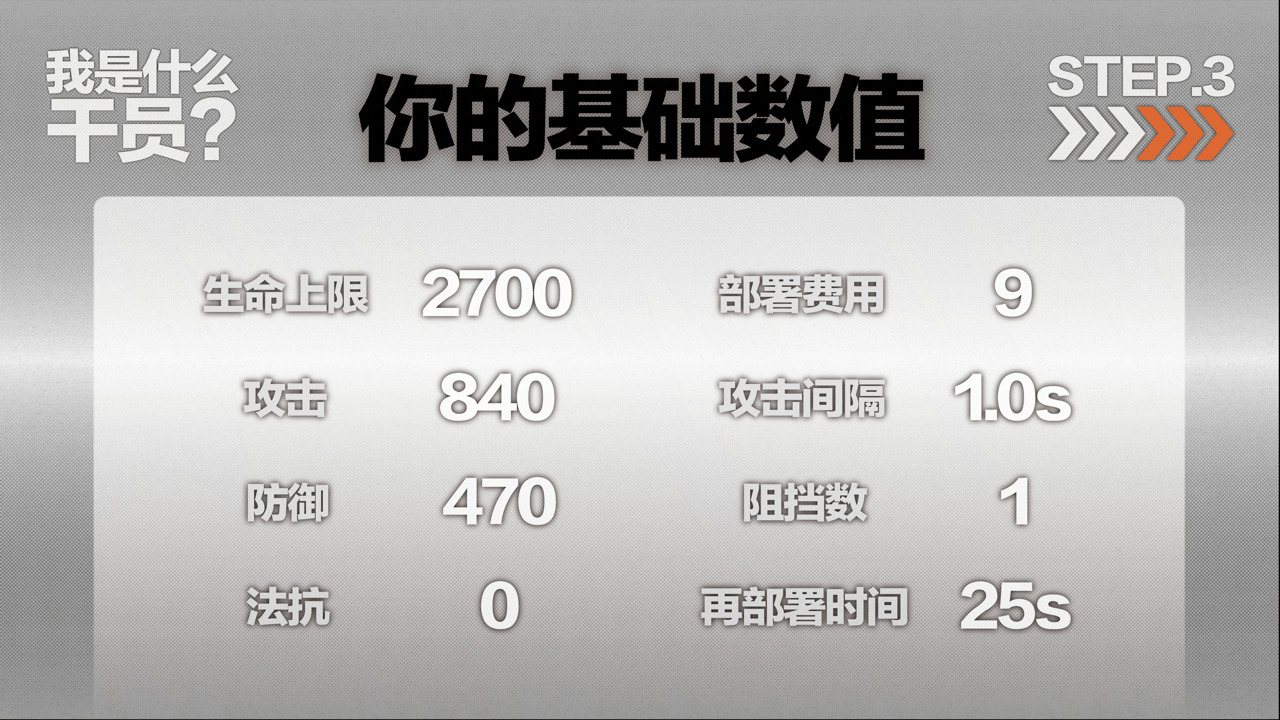 我是什么
干员?
你的基础数值
STEP.3
生命上限 2700 部署费用 9
攻击 840 攻击间隔 1.0s
防御 470 阻挡数 1
法抗 0 再部署时间 25s